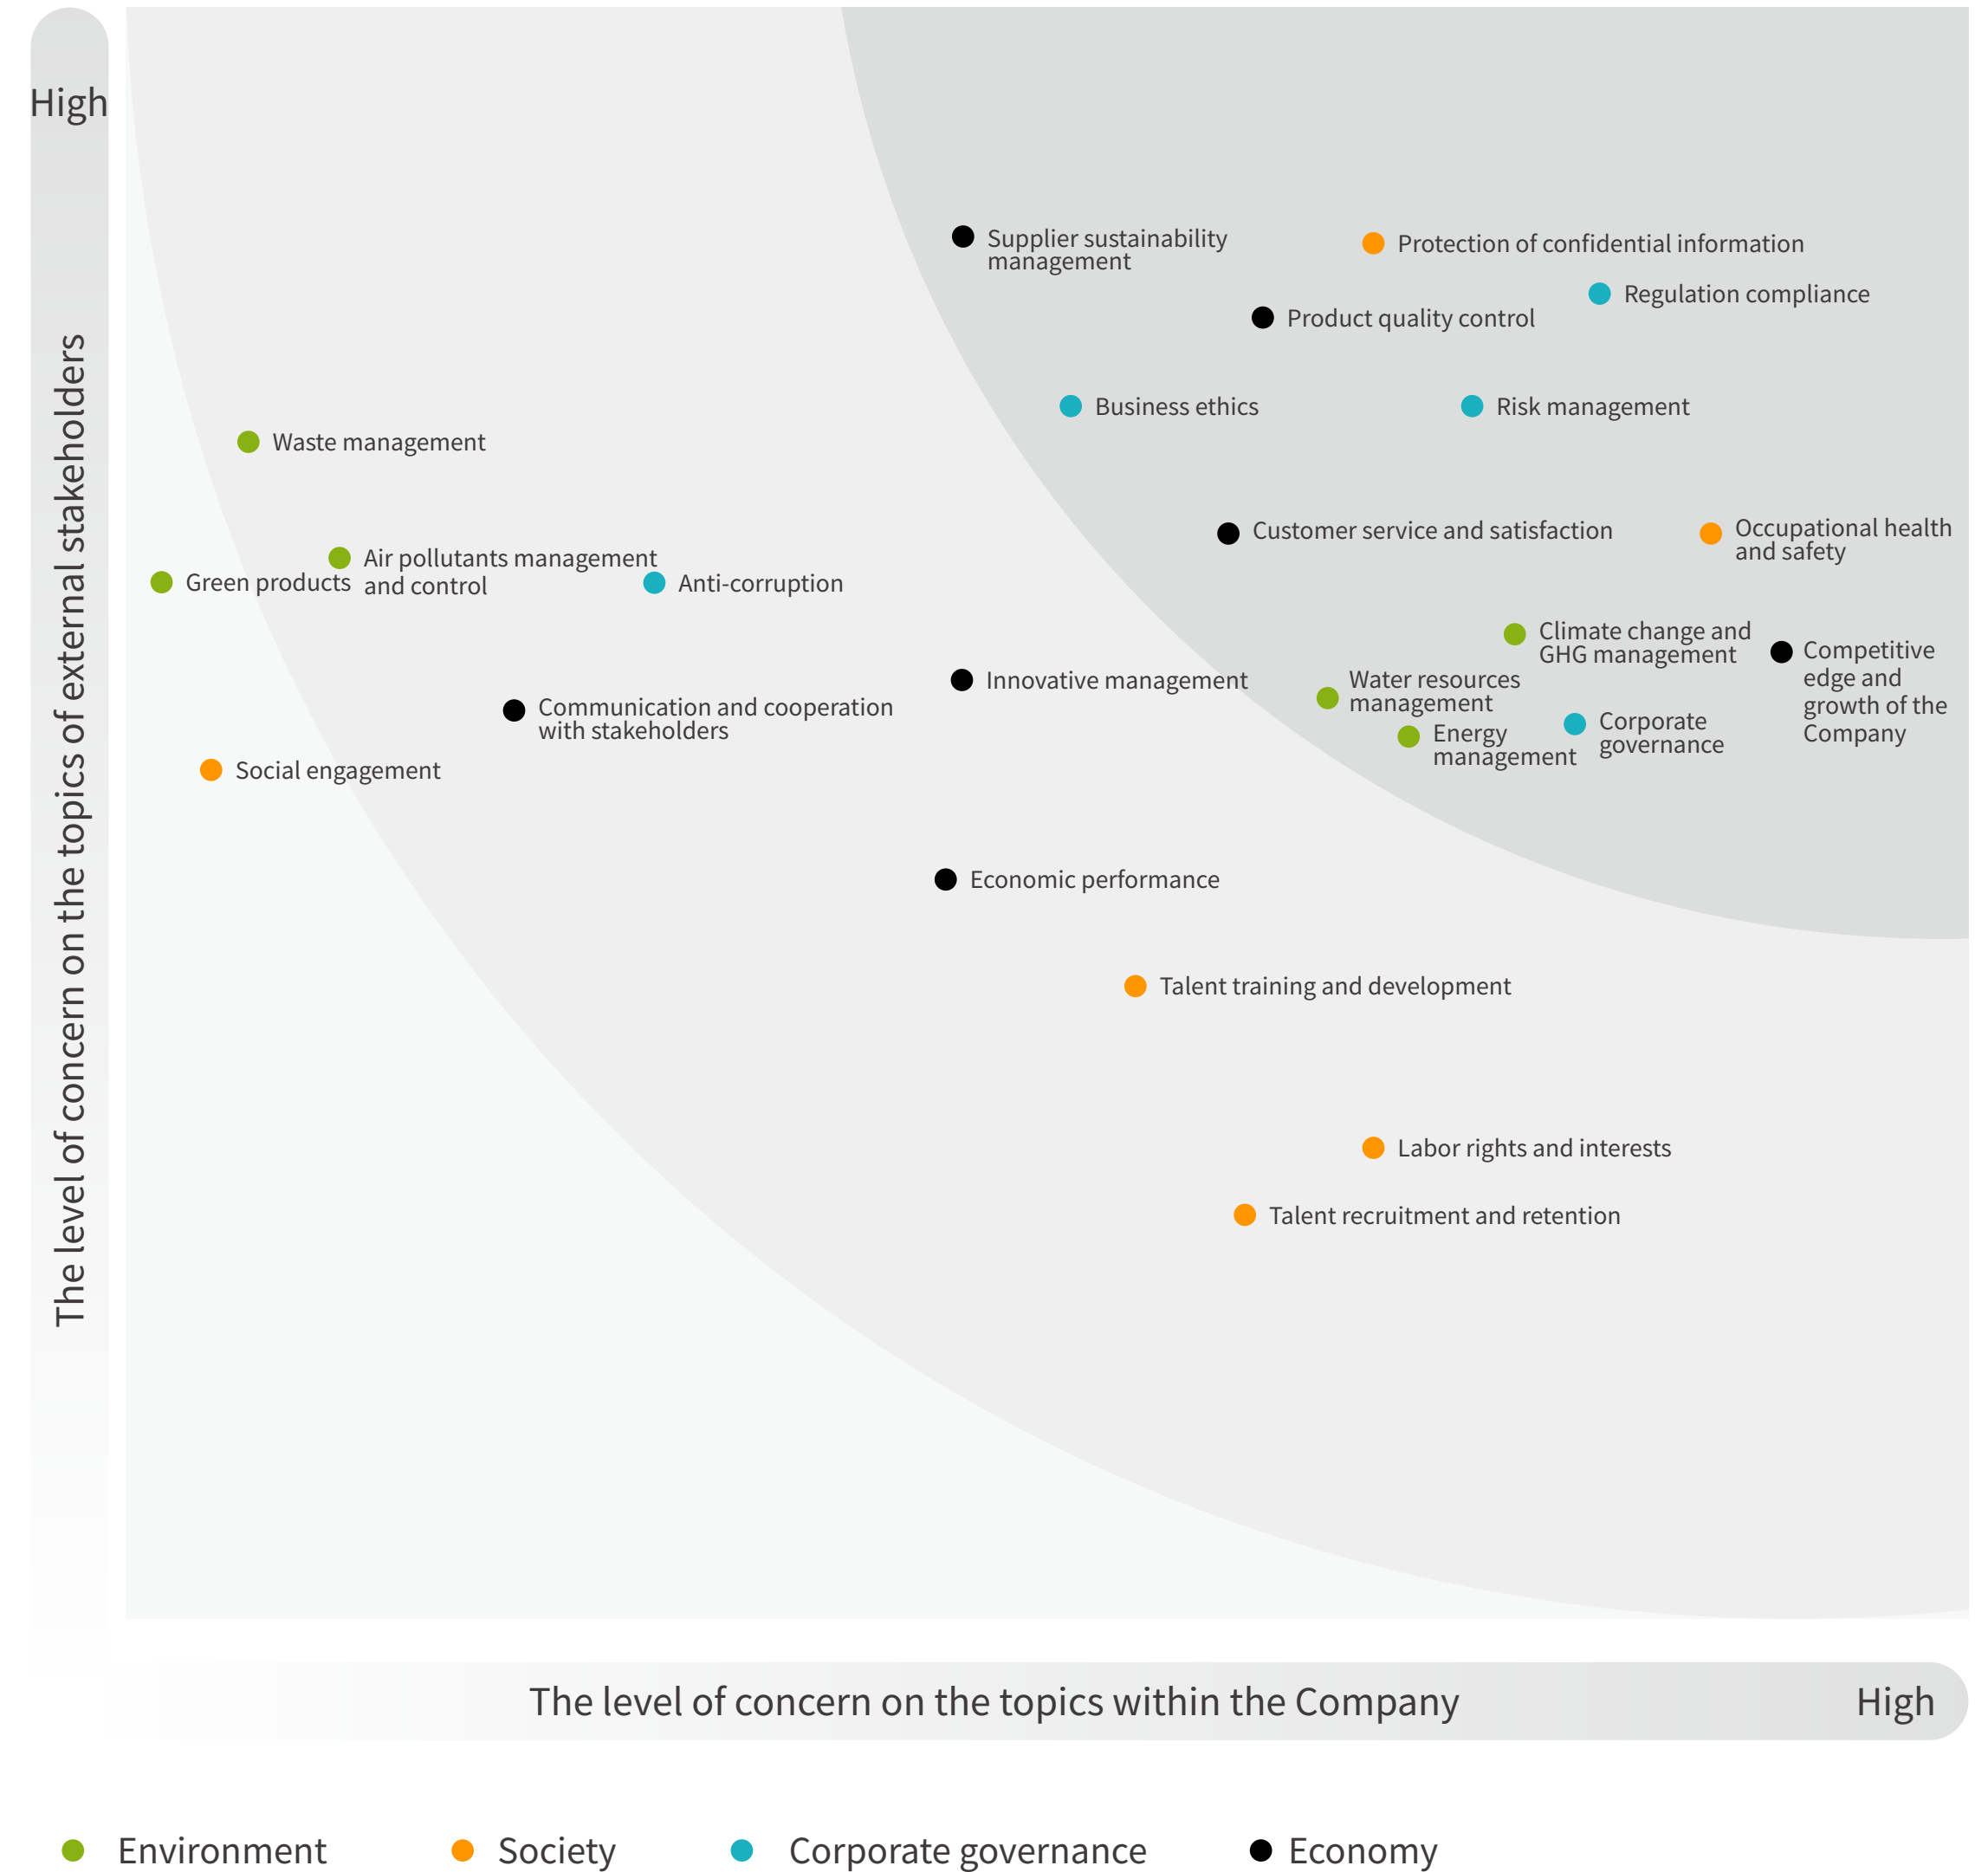 High
The level of concern on the topics of external stakeholders
Supplier sustainability
management
Protection of confidential information
Regulation compliance
Product quality control
Business ethics
Risk management
Waste management
Customer service and satisfaction
Occupational health
and safety
Air pollutants management
and control
Green products
Anti-corruption
Climate change and
GHG management
Competitive
edge and
growth of the
Company
Innovative management
Water resources
management
Communication and cooperation
with stakeholders
Corporate
governance
Energy
management
Social engagement
Economic performance
Talent training and development
Labor rights and interests
Talent recruitment and retention
The level of concern on the topics within the Company
High
Environment
Society
Corporate governance
Economy